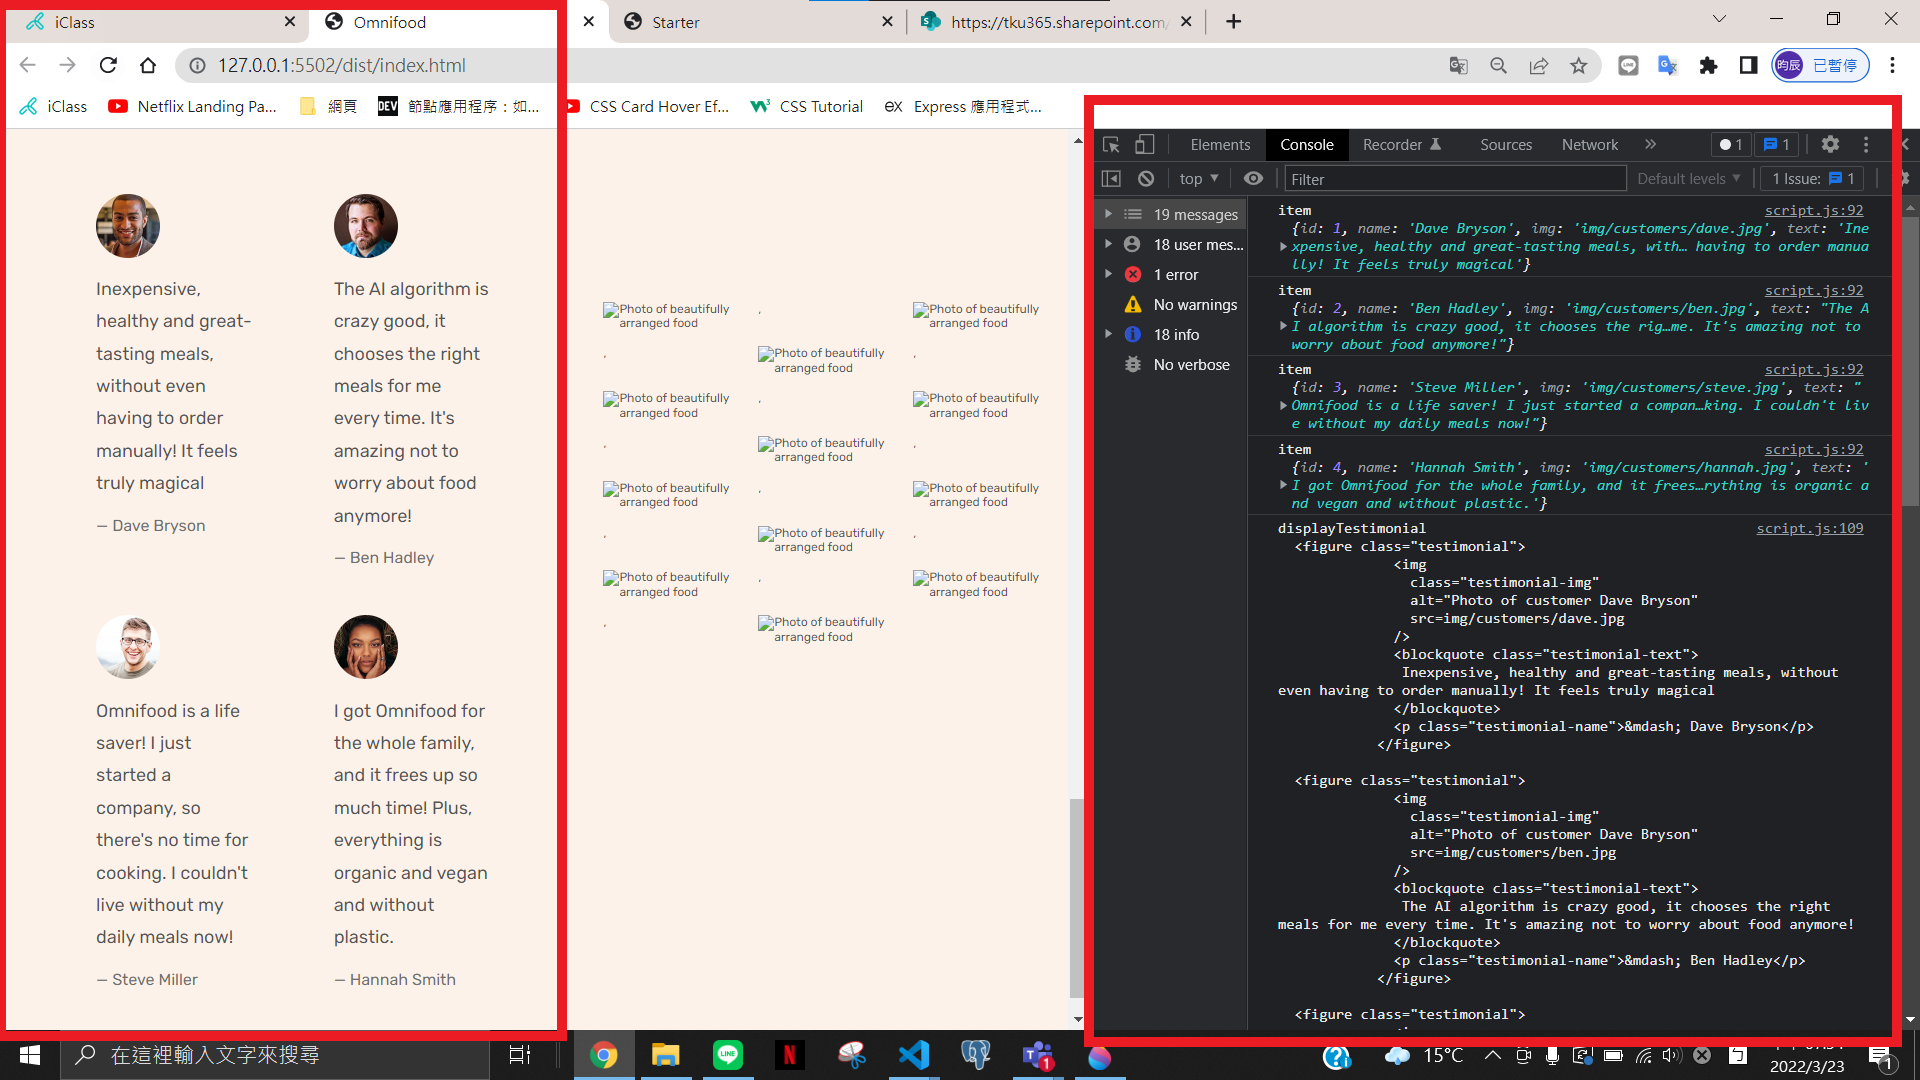 iClass
Omnifood
Starter
https://tku365.sharepoint.com/
127.0.0.1:5502/dist/index.html
已暫停
昀辰
iClass
Netflix Landing Pa...
網頁
DEV
節點應用程序：如...
CSS Card Hover Ef...
CSS Tutorial
ex
Express 應用程式...
Inexpensive,
healthy and great-
tasting meals,
without even
having to order
manually! It feels
truly magical
— Dave Bryson
The AI algorithm is
crazy good, it
chooses the right
meals for me
every time. It's
amazing not to
worry about food
anymore!
— Ben Hadley
Omnifood is a life
saver! I just
started a
company, so
there's no time for
cooking. I couldn't
live without my
daily meals now!
— Steve Miller
I got Omnifood for
the whole family,
and it frees up so
much time! Plus,
everything is
organic and vegan
and without
plastic.
— Hannah Smith
Photo of beautifully
arranged food
,
Photo of beautifully
arranged food
,
Photo of beautifully
arranged food
,
Photo of beautifully
arranged food
,
Photo of beautifully
arranged food
,
Photo of beautifully
arranged food
,
Photo of beautifully
arranged food
,
Photo of beautifully
arranged food
,
Photo of beautifully
arranged food
,
Photo of beautifully
arranged food
,
Photo of beautifully
arranged food
,
Photo of beautifully
arranged food
Elements
Console
Recorder
Sources
Network
1
1
top
Filter
Default levels
1 Issue:
1
19 messages
18 user mes...
1 error
No warnings
18 info
No verbose
item script.js:92
{id: 1, name: 'Dave Bryson', img: 'img/customers/dave.jpg', text: 'Ine
xpensive, healthy and great-tasting meals, with… having to order manua
lly! It feels truly magical'}
item script.js:92
{id: 2, name: 'Ben Hadley', img: 'img/customers/ben.jpg', text: "The A
I algorithm is crazy good, it chooses the rig…me. It's amazing not to
worry about food anymore!"}
item script.js:92
{id: 3, name: 'Steve Miller', img: 'img/customers/steve.jpg', text: "
Omnifood is a life saver! I just started a compan…king. I couldn't liv
e without my daily meals now!"}
item script.js:92
{id: 4, name: 'Hannah Smith', img: 'img/customers/hannah.jpg', text: '
I got Omnifood for the whole family, and it frees…rything is organic a
nd vegan and without plastic.'}
displayTestimonial script.js:109
<figure class="testimonial">
<img
class="testimonial-img"
alt="Photo of customer Dave Bryson"
src=img/customers/dave.jpg
/>
<blockquote class="testimonial-text">
Inexpensive, healthy and great-tasting meals, without
even having to order manually! It feels truly magical
</blockquote>
<p class="testimonial-name">&mdash; Dave Bryson</p>
</figure>
<figure class="testimonial">
<img
class="testimonial-img"
alt="Photo of customer Dave Bryson"
src=img/customers/ben.jpg
/>
<blockquote class="testimonial-text">
The AI algorithm is crazy good, it chooses the right
meals for me every time. It's amazing not to worry about food anymore!
</blockquote>
<p class="testimonial-name">&mdash; Ben Hadley</p>
</figure>
<figure class="testimonial">
在這裡輸入文字來搜尋
LINE
N
1
15°C
2022/3/23
1